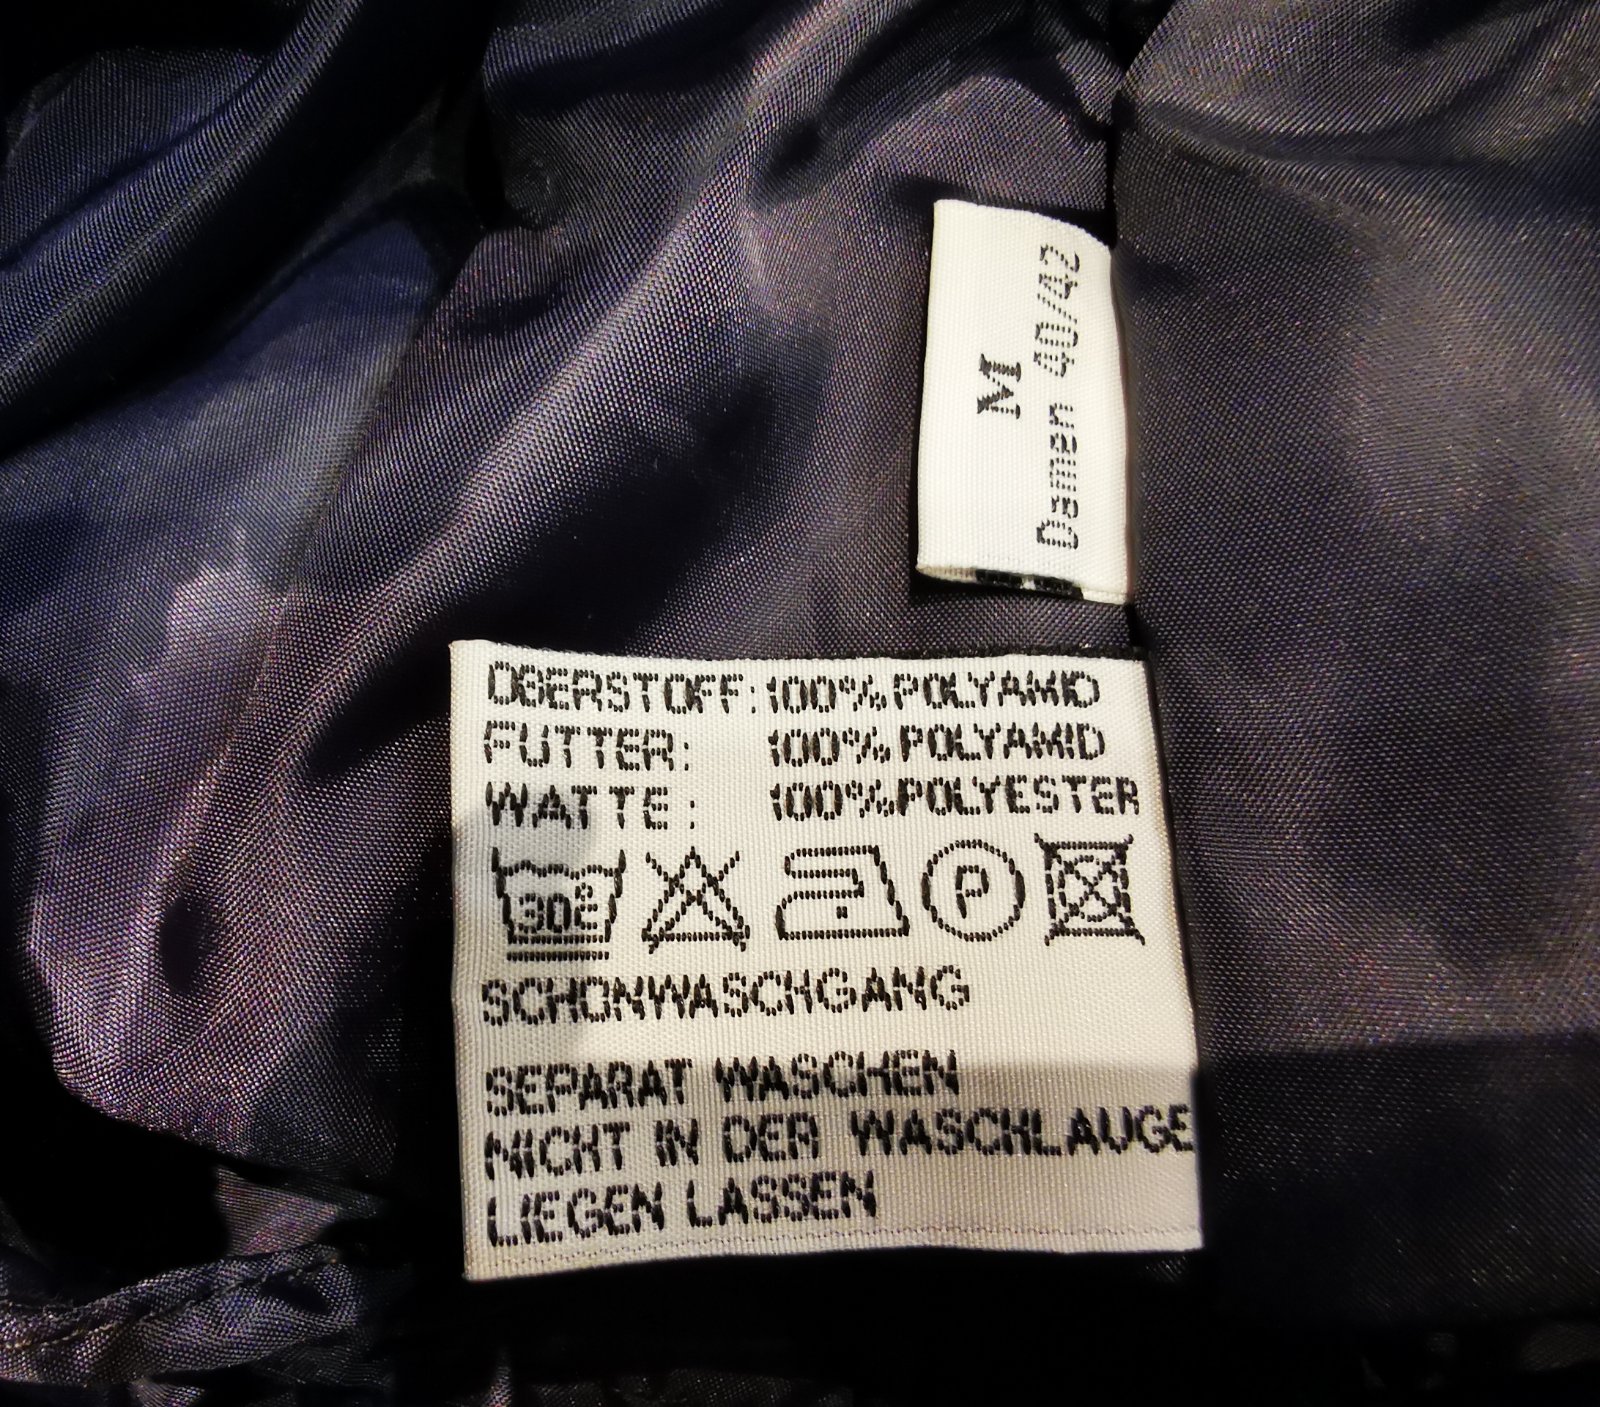 M
Damen 40/42
OBERSTOFF: 100% POLYAMID
FUTTER: 100% POLYAMID
WATTE: 100% POLYESTER
30° P
SCHONWASCHGANG
SEPARAT WASCHEN
NICHT IN DER WASCHLAUGE
LIEGEN LASSEN